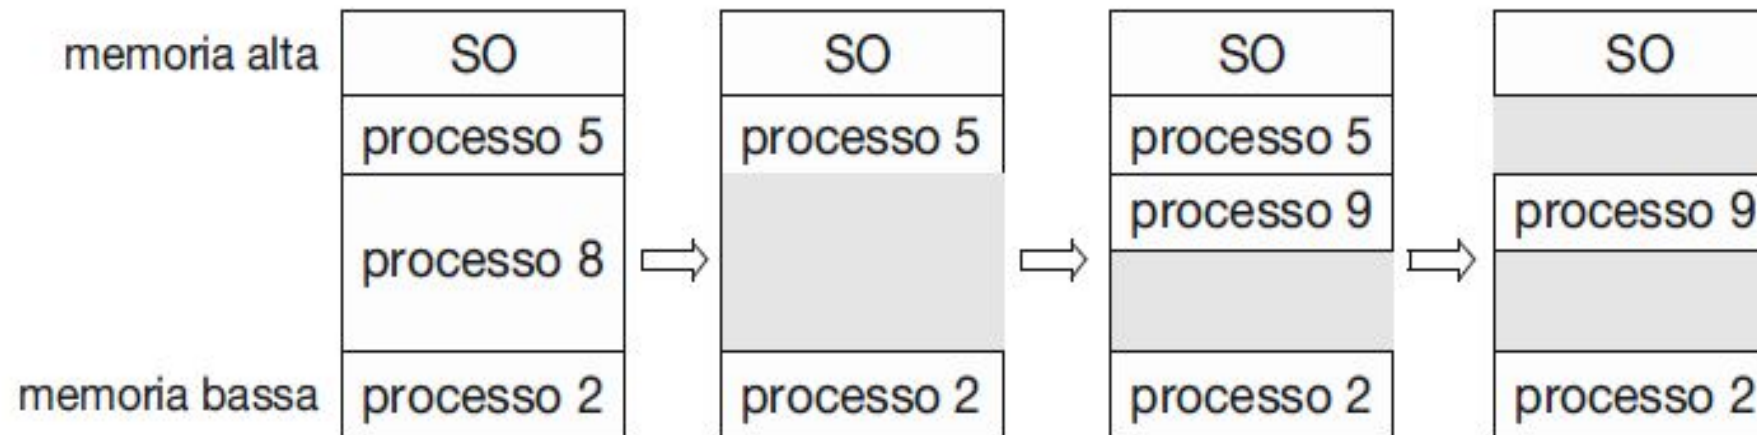 memoria alta SO SO SO SO
processo 5 processo 5 processo 5
processo 9 processo 9
processo 8
memoria bassa processo 2 processo 2 processo 2 processo 2